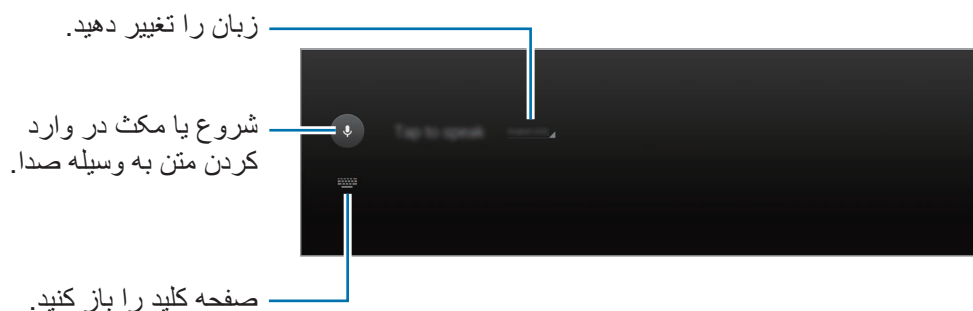 زبان را تغییر دهید.
شروع یا مکث در وارد
کردن متن به وسیله صدا.
Tap to speak
صفحه کلید را باز کنید.